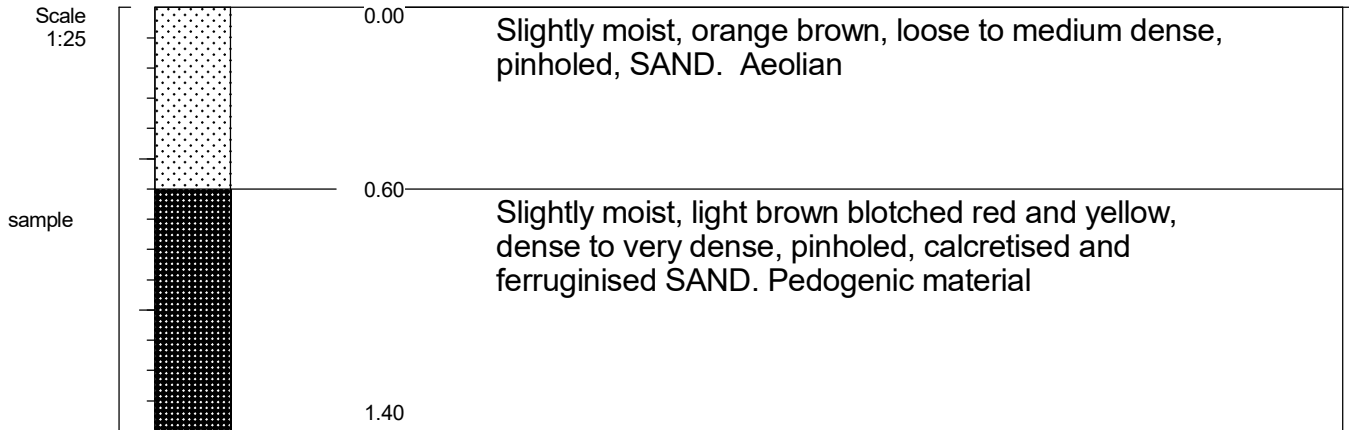 Scale
1:25
0.00
Slightly moist, orange brown, loose to medium dense,
pinholed, SAND.  Aeolian
0.60
sample
Slightly moist, light brown blotched red and yellow,
dense to very dense, pinholed, calcretised and
ferruginised SAND. Pedogenic material
1.40